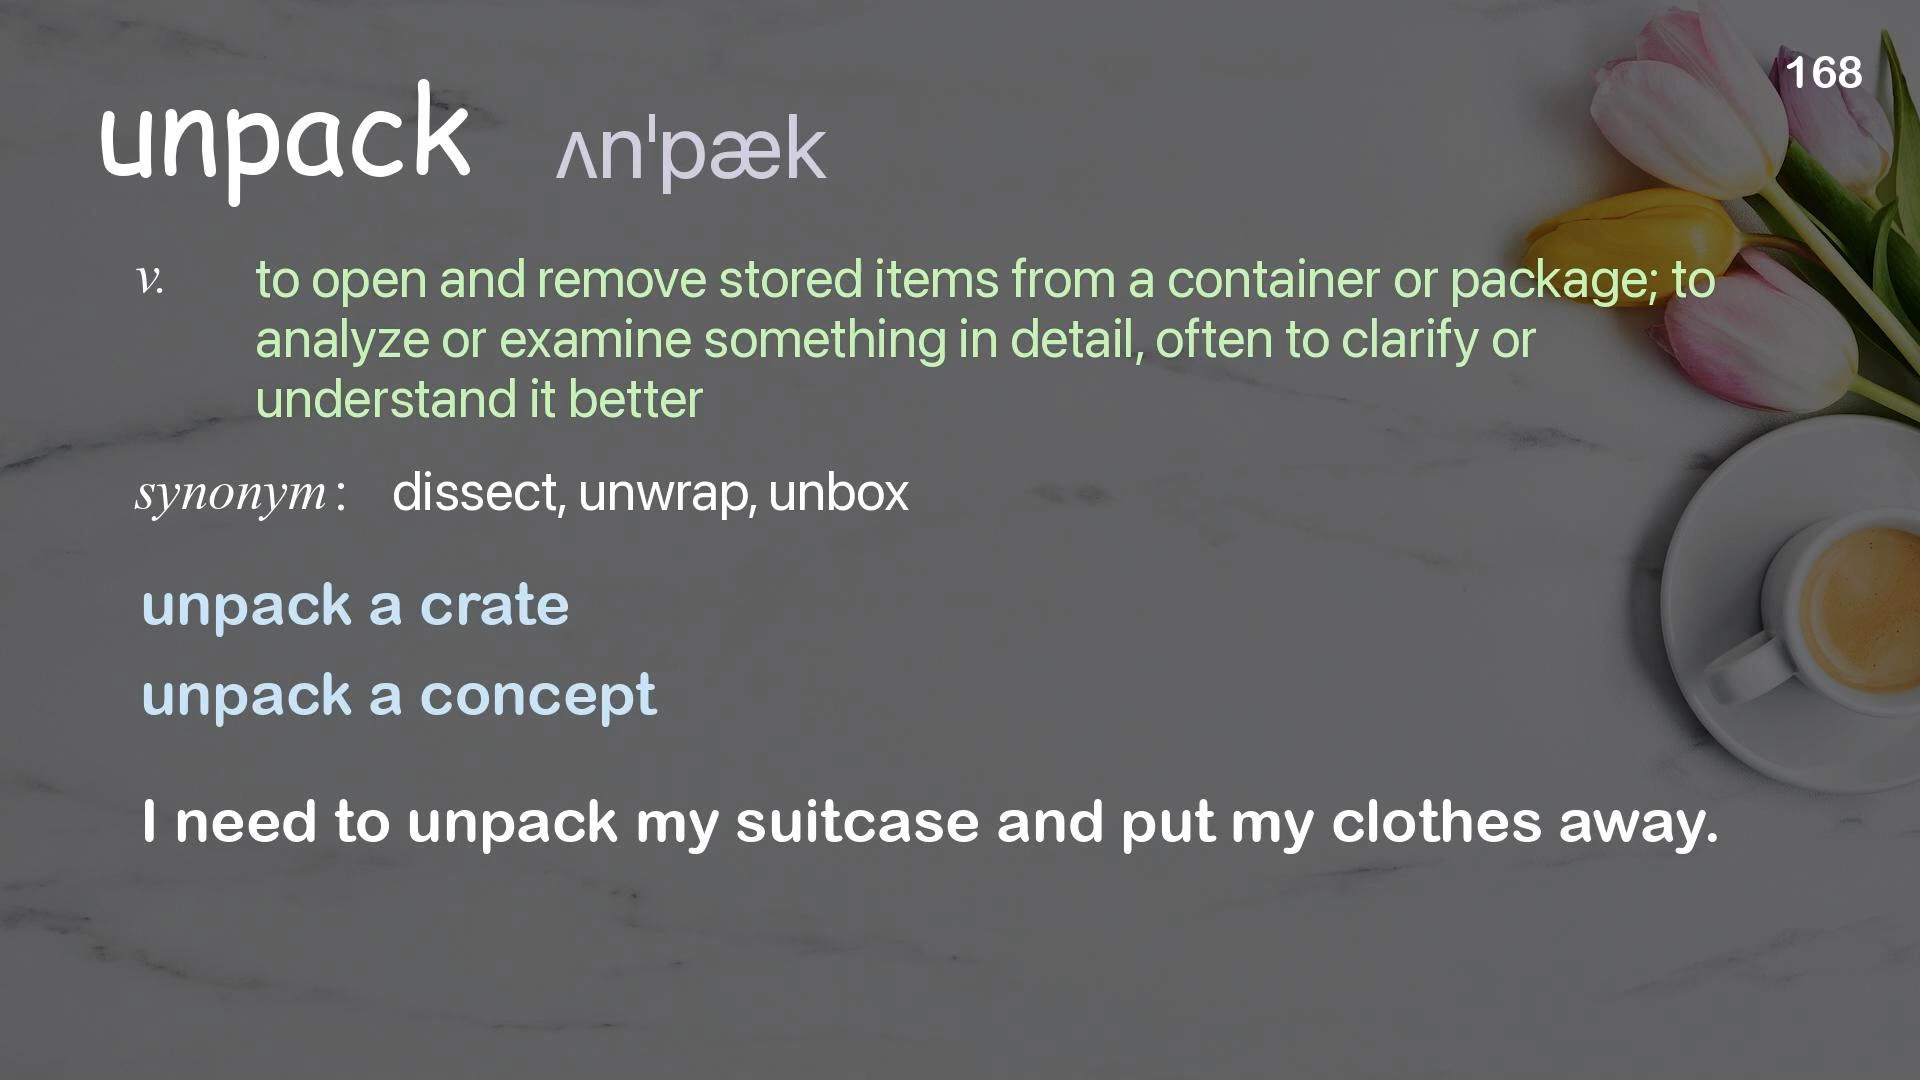 168
unpack ʌnˈpæk
v. to open and remove stored items from a container or package; to
analyze or examine something in detail, often to clarify or
understand it better
synonym : dissect, unwrap, unbox
unpack a crate
unpack a concept
I need to unpack my suitcase and put my clothes away.